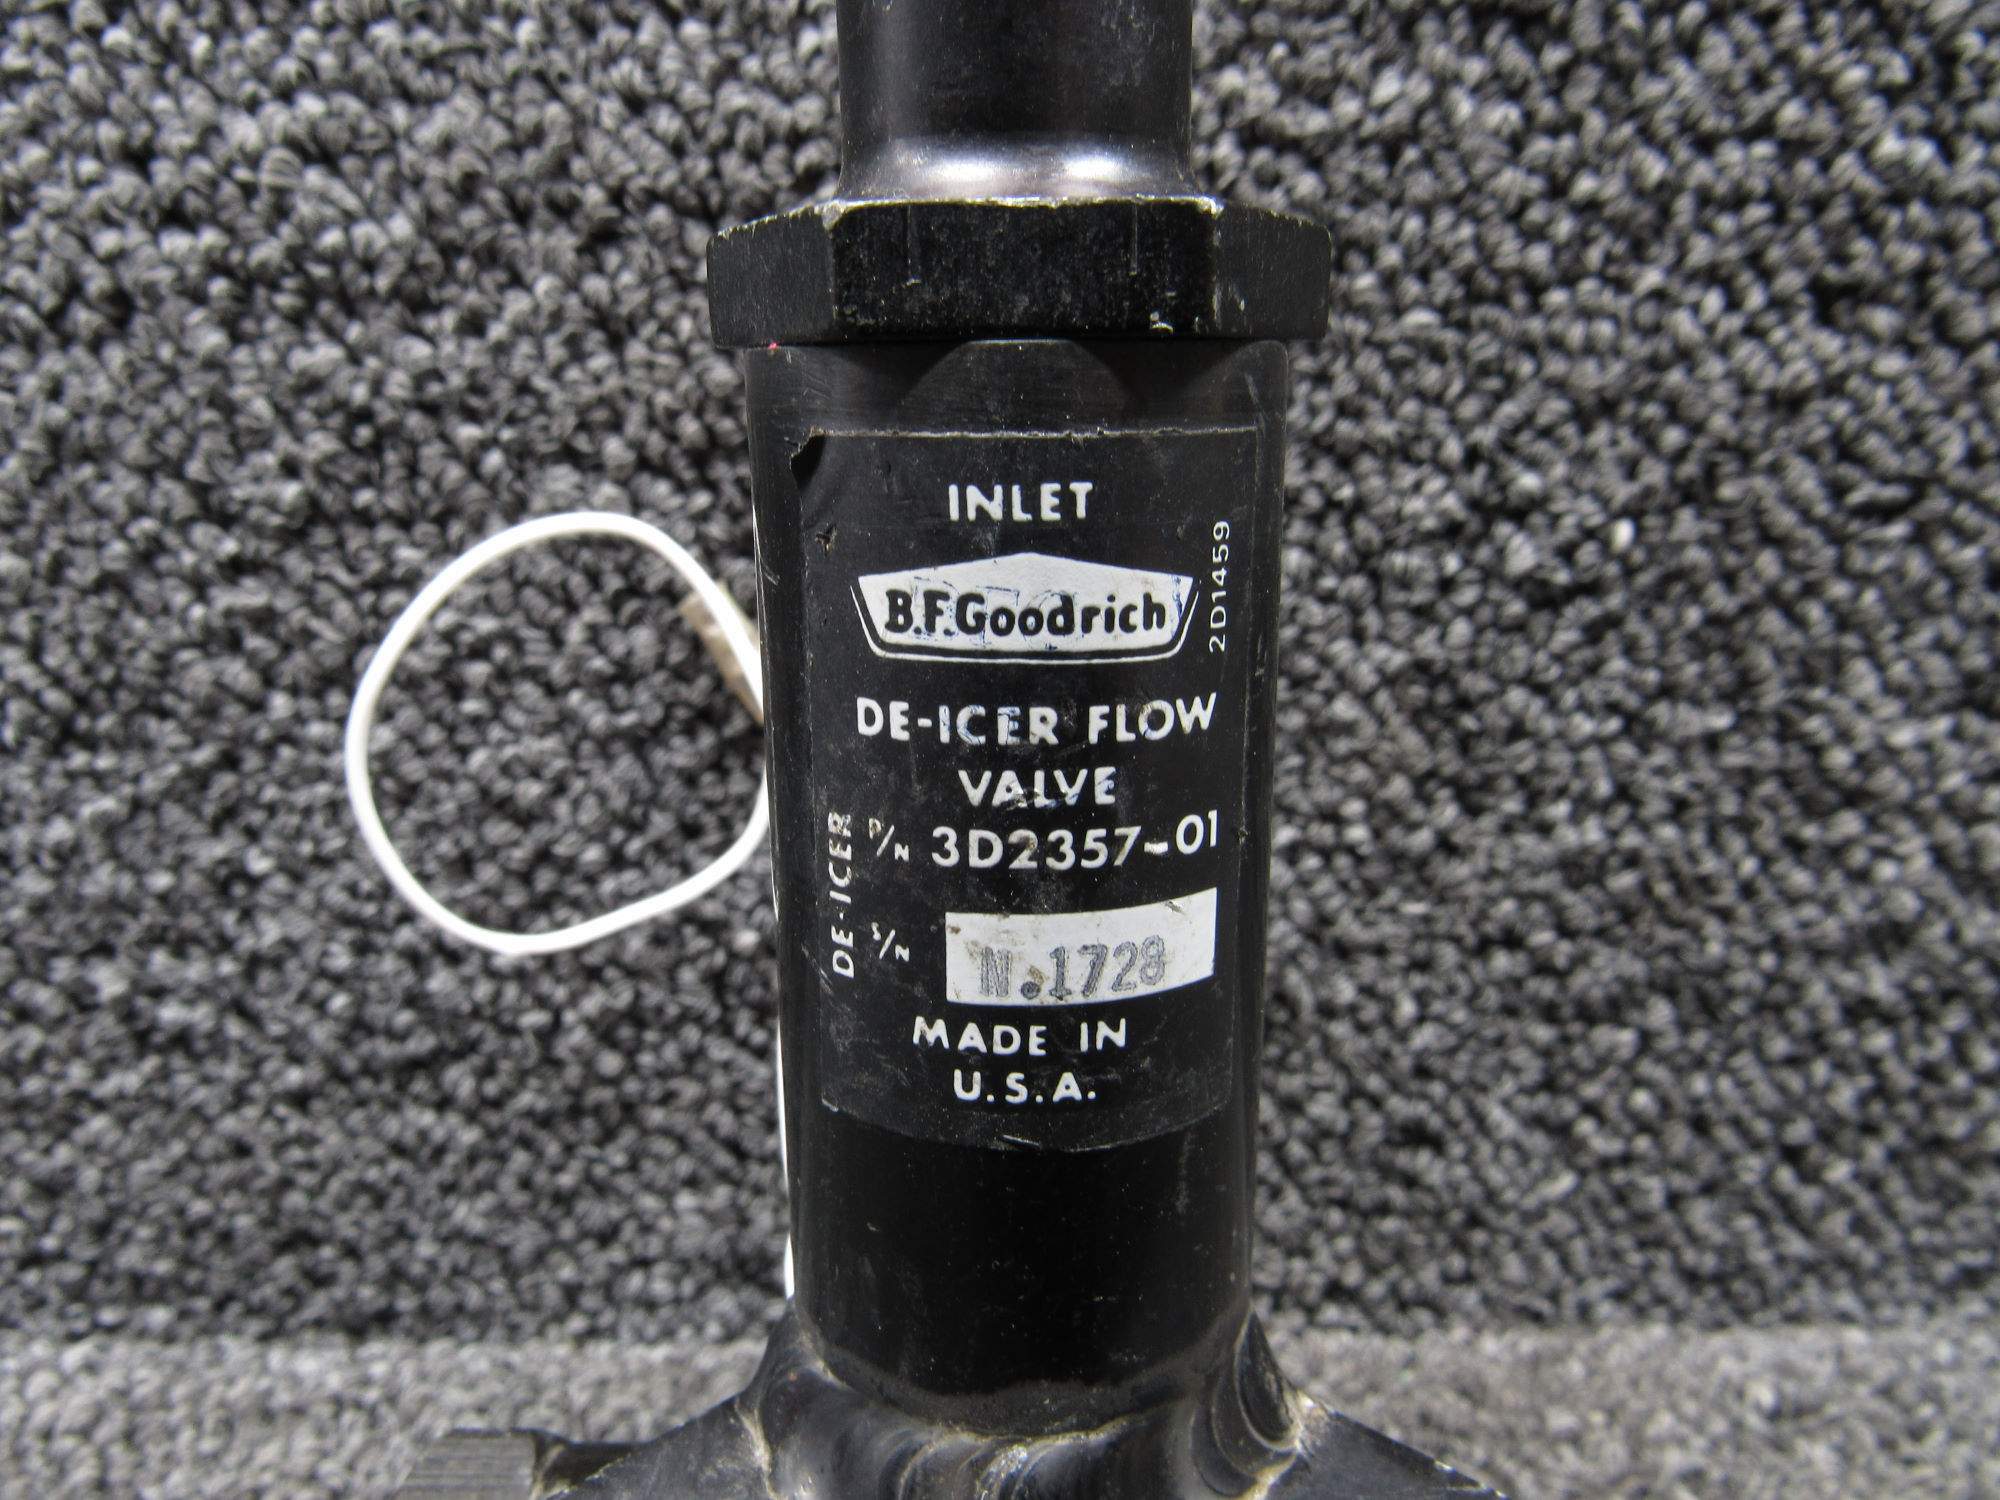 INLET
B.F.Goodrich
2D1459
DE-ICER FLOW
VALVE
P/N 3D2357-01
DE-ICER
S/N N.1728
MADE IN
U.S.A.